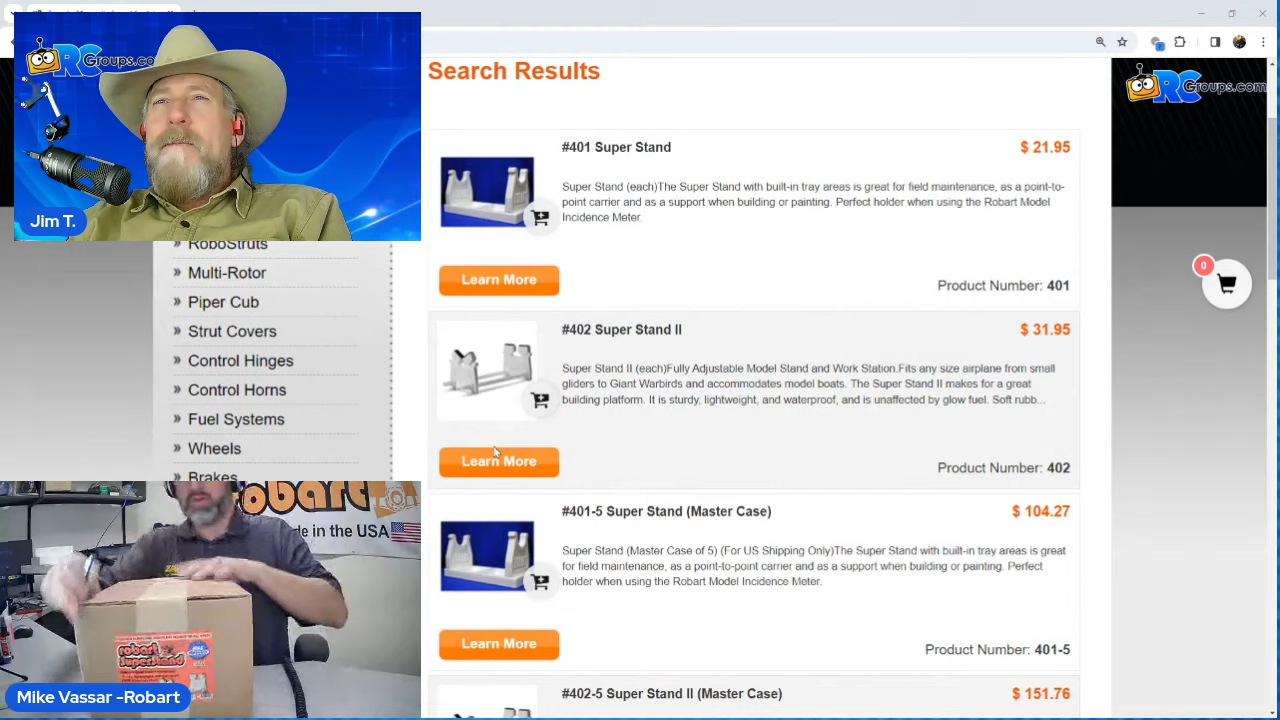 RCGroups.co
Jim T.
» RoboStruts
» Multi-Rotor
» Piper Cub
» Strut Covers
» Control Hinges
» Control Horns
» Fuel Systems
» Wheels
» Brakes
robart
de in the USA
robart
SuperStand
Mike Vassar -Robart
Search Results
#401 Super Stand
$ 21.95
Super Stand (each)The Super Stand with built-in tray areas is great for field maintenance, as a point-to-
point carrier and as a support when building or painting. Perfect holder when using the Robart Model
Incidence Meter.
Learn More
Product Number: 401
#402 Super Stand II
$ 31.95
Super Stand II (each)Fully Adjustable Model Stand and Work Station.Fits any size airplane from small
gliders to Giant Warbirds and accommodates model boats. The Super Stand II makes for a great
building platform. It is sturdy, lightweight, and waterproof, and is unaffected by glow fuel. Soft rubb...
Learn More
Product Number: 402
#401-5 Super Stand (Master Case)
$ 104.27
Super Stand (Master Case of 5) (For US Shipping Only)The Super Stand with built-in tray areas is great
for field maintenance, as a point-to-point carrier and as a support when building or painting. Perfect
holder when using the Robart Model Incidence Meter.
Learn More
Product Number: 401-5
#402-5 Super Stand II (Master Case)
$ 151.76
RCGroups.com
0